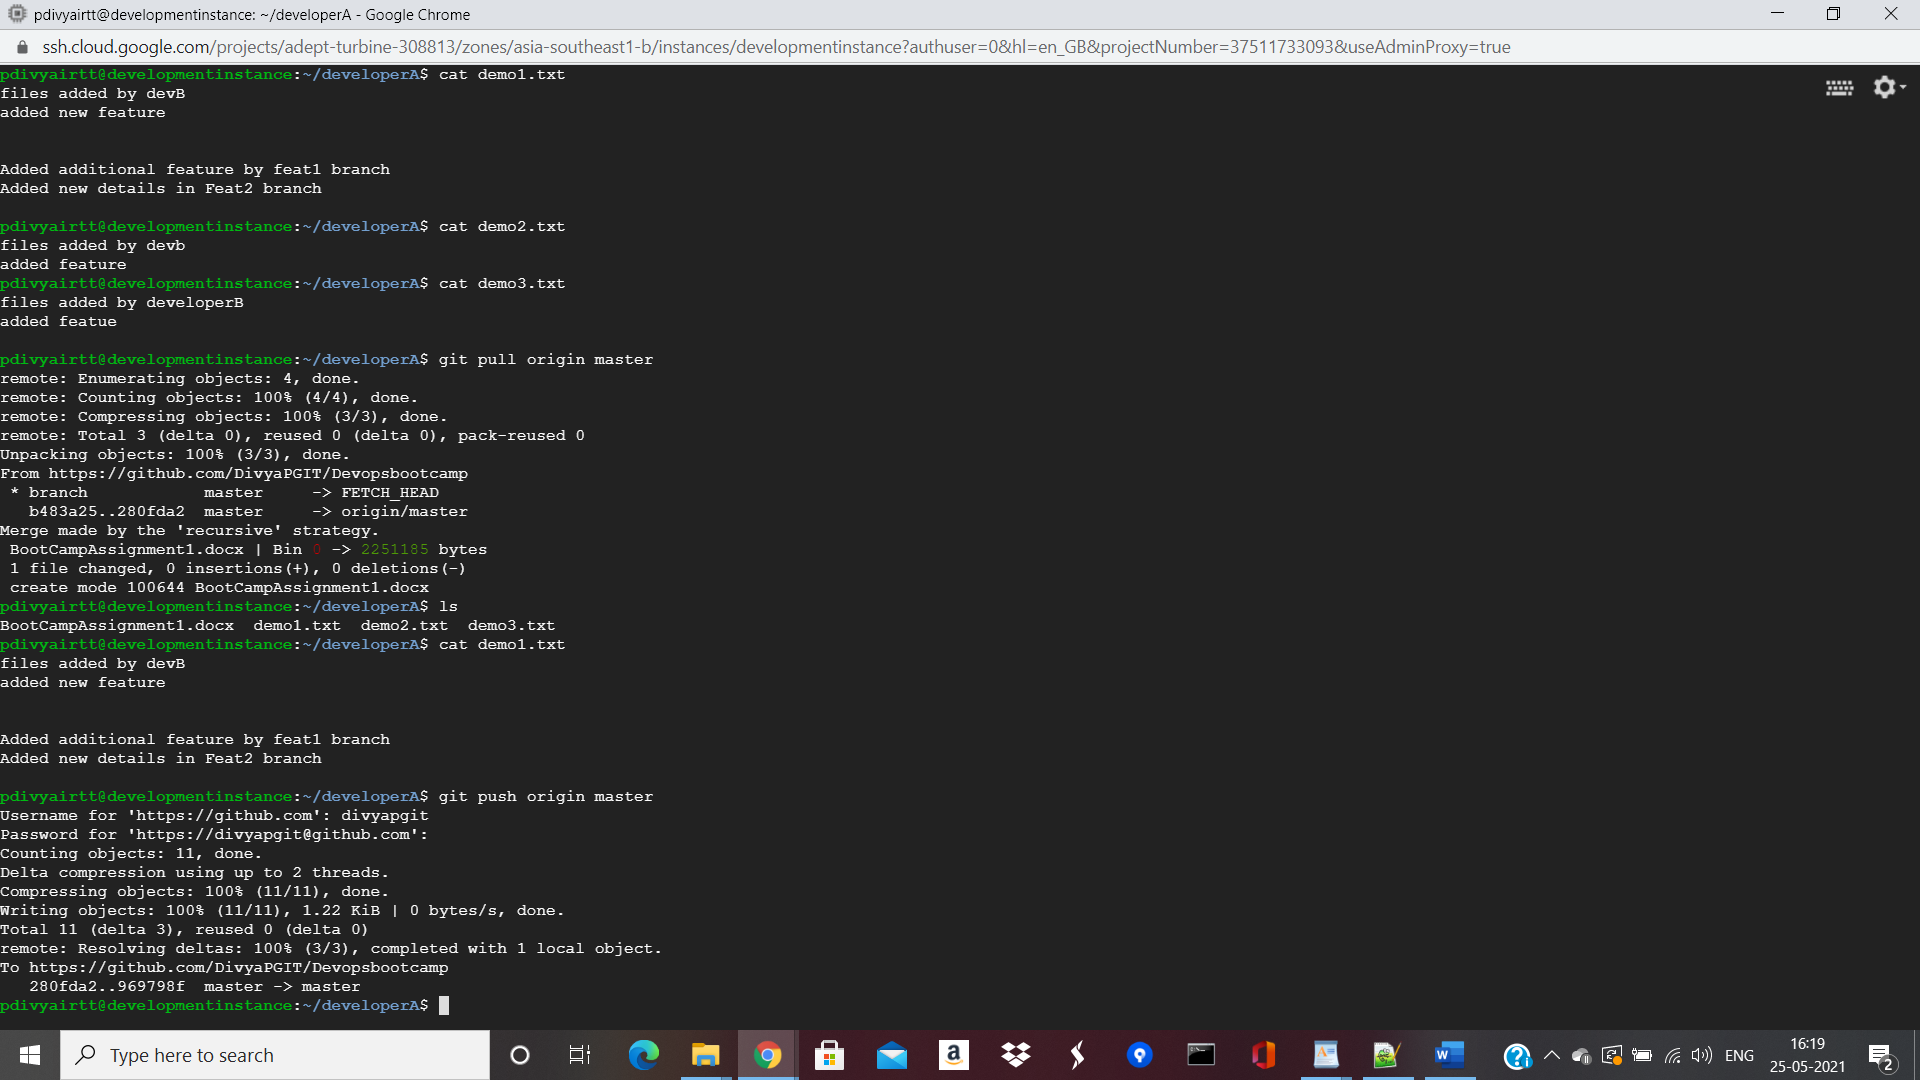 pdivyairtt@developmentinstance: ~/developerA - Google Chrome
ssh.cloud.google.com/projects/adept-turbine-308813/zones/asia-southeast1-b/instances/developmentinstance?authuser=0&hl=en_GB&projectNumber=37511733093&useAdminProxy=true
pdivyairtt@developmentinstance:~/developerA$ cat demo1.txt
files added by devB
added new feature
Added additional feature by feat1 branch
Added new details in Feat2 branch
pdivyairtt@developmentinstance:~/developerA$ cat demo2.txt
files added by devb
added feature
pdivyairtt@developmentinstance:~/developerA$ cat demo3.txt
files added by developerB
added featue
pdivyairtt@developmentinstance:~/developerA$ git pull origin master
remote: Enumerating objects: 4, done.
remote: Counting objects: 100% (4/4), done.
remote: Compressing objects: 100% (3/3), done.
remote: Total 3 (delta 0), reused 0 (delta 0), pack-reused 0
Unpacking objects: 100% (3/3), done.
From https://github.com/DivyaPGIT/Devopsbootcamp
 * branch            master     -> FETCH_HEAD
   b483a25..280fda2  master     -> origin/master
Merge made by the 'recursive' strategy.
 BootCampAssignment1.docx | Bin 0 -> 2251185 bytes
 1 file changed, 0 insertions(+), 0 deletions(-)
 create mode 100644 BootCampAssignment1.docx
pdivyairtt@developmentinstance:~/developerA$ ls
BootCampAssignment1.docx  demo1.txt  demo2.txt  demo3.txt
pdivyairtt@developmentinstance:~/developerA$ cat demo1.txt
files added by devB
added new feature
Added additional feature by feat1 branch
Added new details in Feat2 branch
pdivyairtt@developmentinstance:~/developerA$ git push origin master
Username for 'https://github.com': divyapgit
Password for 'https://divyapgit@github.com':
Counting objects: 11, done.
Delta compression using up to 2 threads.
Compressing objects: 100% (11/11), done.
Writing objects: 100% (11/11), 1.22 KiB | 0 bytes/s, done.
Total 11 (delta 3), reused 0 (delta 0)
remote: Resolving deltas: 100% (3/3), completed with 1 local object.
To https://github.com/DivyaPGIT/Devopsbootcamp
   280fda2..969798f  master -> master
pdivyairtt@developmentinstance:~/developerA$
Type here to search
ENG
16:19
25-05-2021
2